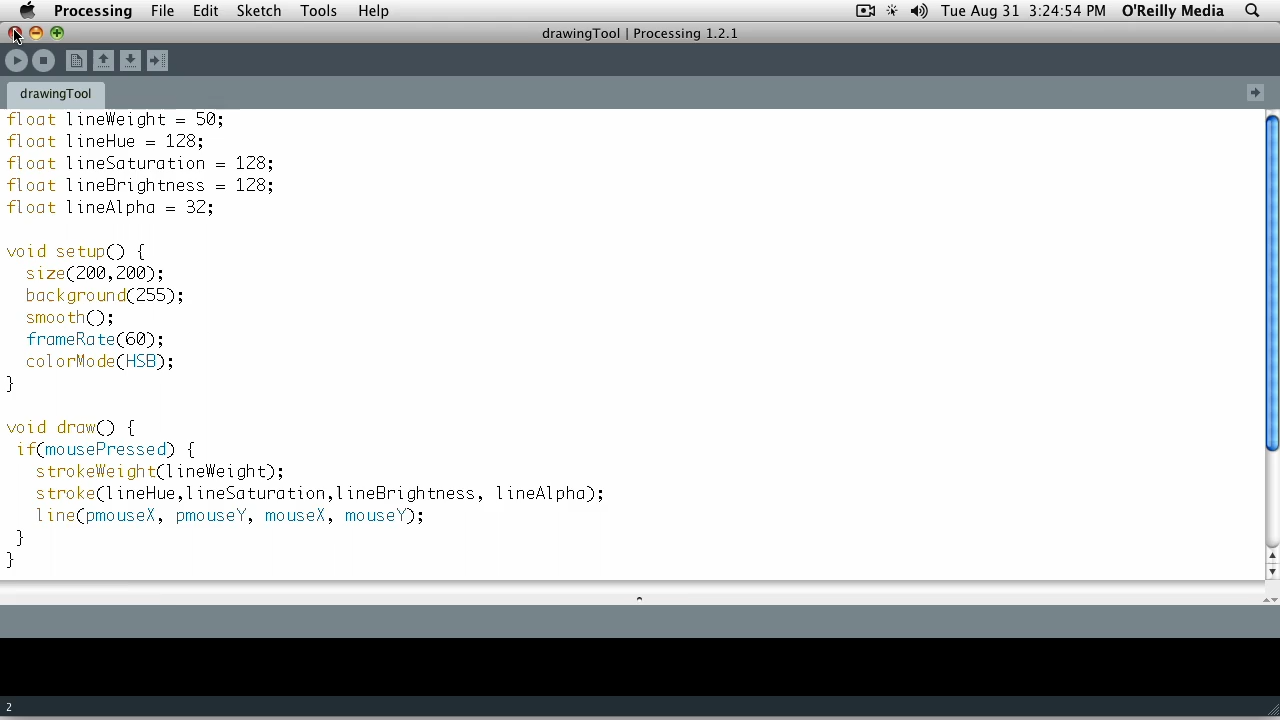 Processing File Edit Sketch Tools Help Tue Aug 31 3:24:54 PM O'Reilly Media
drawingTool | Processing 1.2.1
drawingTool
float lineWeight = 50;
float lineHue = 128;
float lineSaturation = 128;
float lineBrightness = 128;
float lineAlpha = 32;
void setup() {
size(200,200);
background(255);
smooth();
frameRate(60);
colorMode(HSB);
}
void draw() {
if(mousePressed) {
strokeWeight(lineWeight);
stroke(lineHue,lineSaturation,lineBrightness, lineAlpha);
line(pmouseX, pmouseY, mouseX, mouseY);
}
}
2